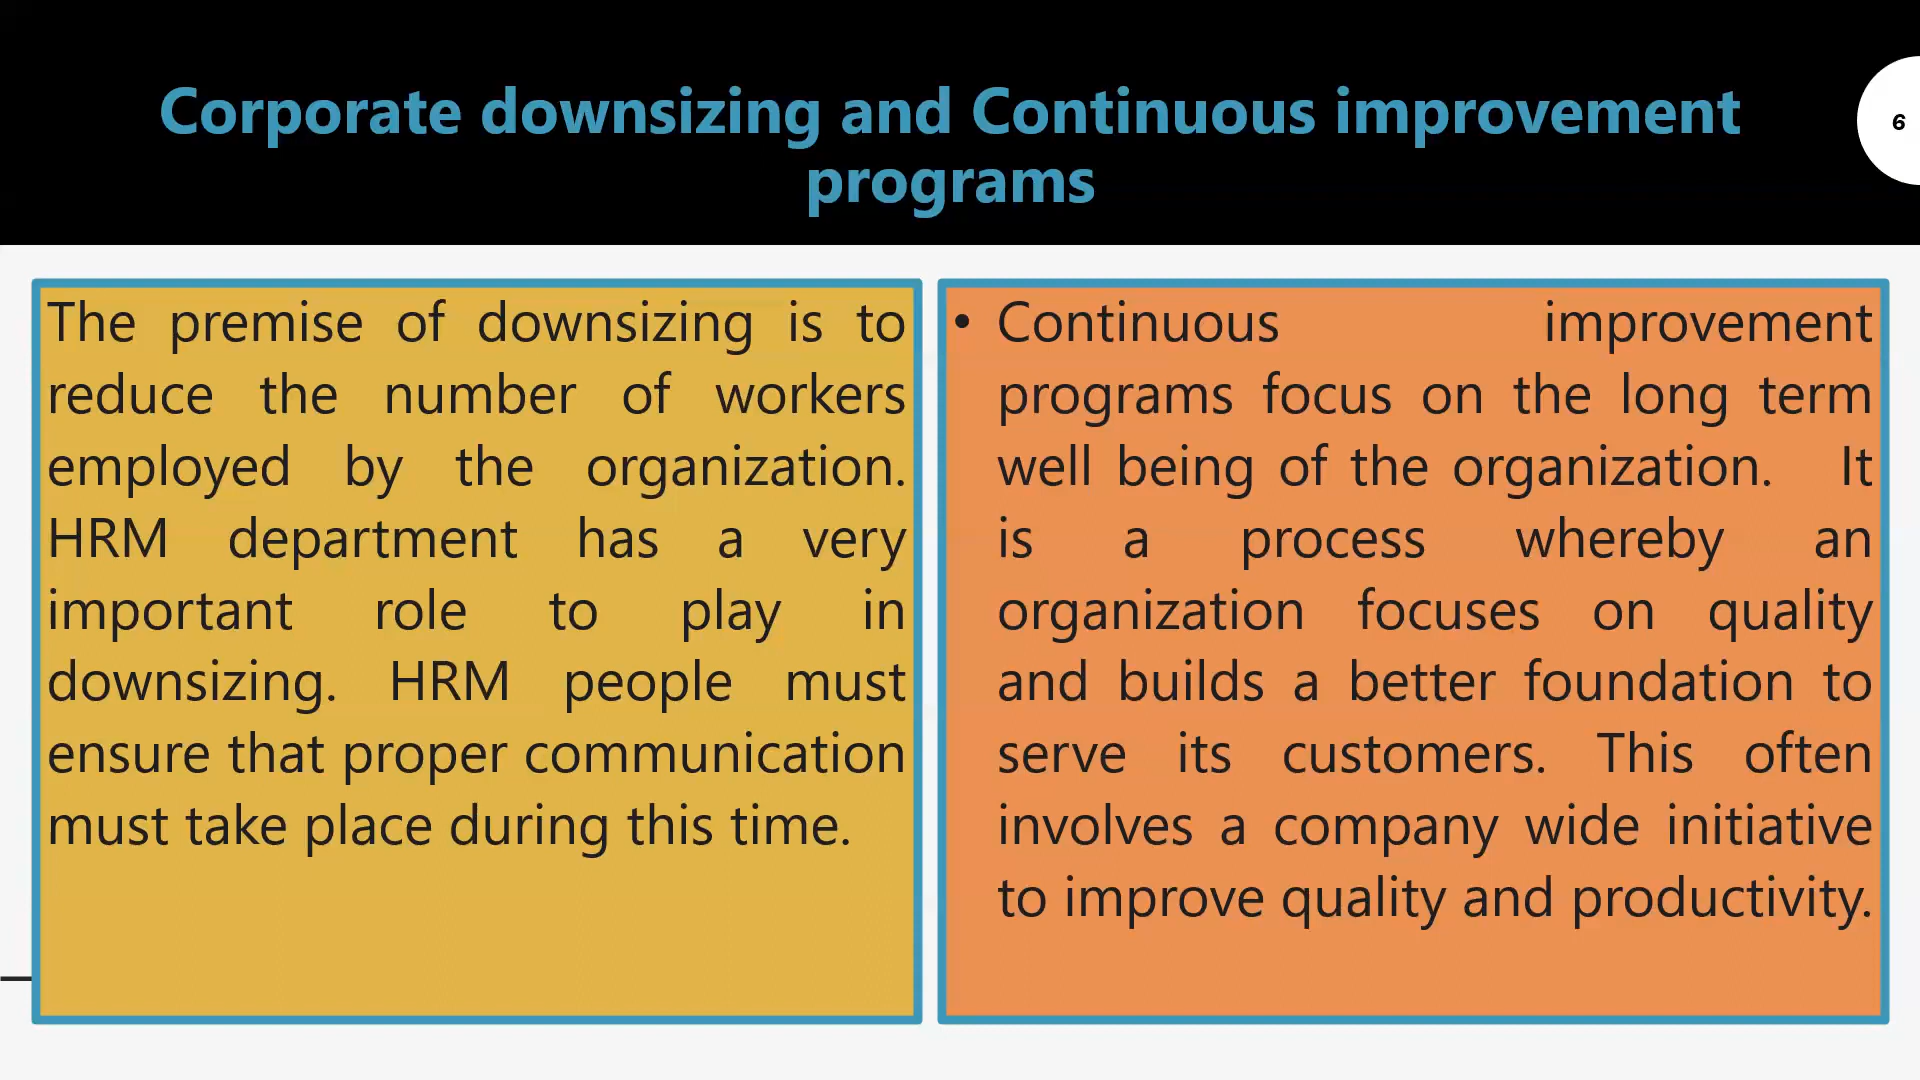 Corporate downsizing and Continuous improvement
programs
6
The premise of downsizing is to
reduce the number of workers
employed by the organization.
HRM department has a very
important role to play in
downsizing. HRM people must
ensure that proper communication
must take place during this time.
• Continuous improvement
programs focus on the long term
well being of the organization. It
is a process whereby an
organization focuses on quality
and builds a better foundation to
serve its customers. This often
involves a company wide initiative
to improve quality and productivity.